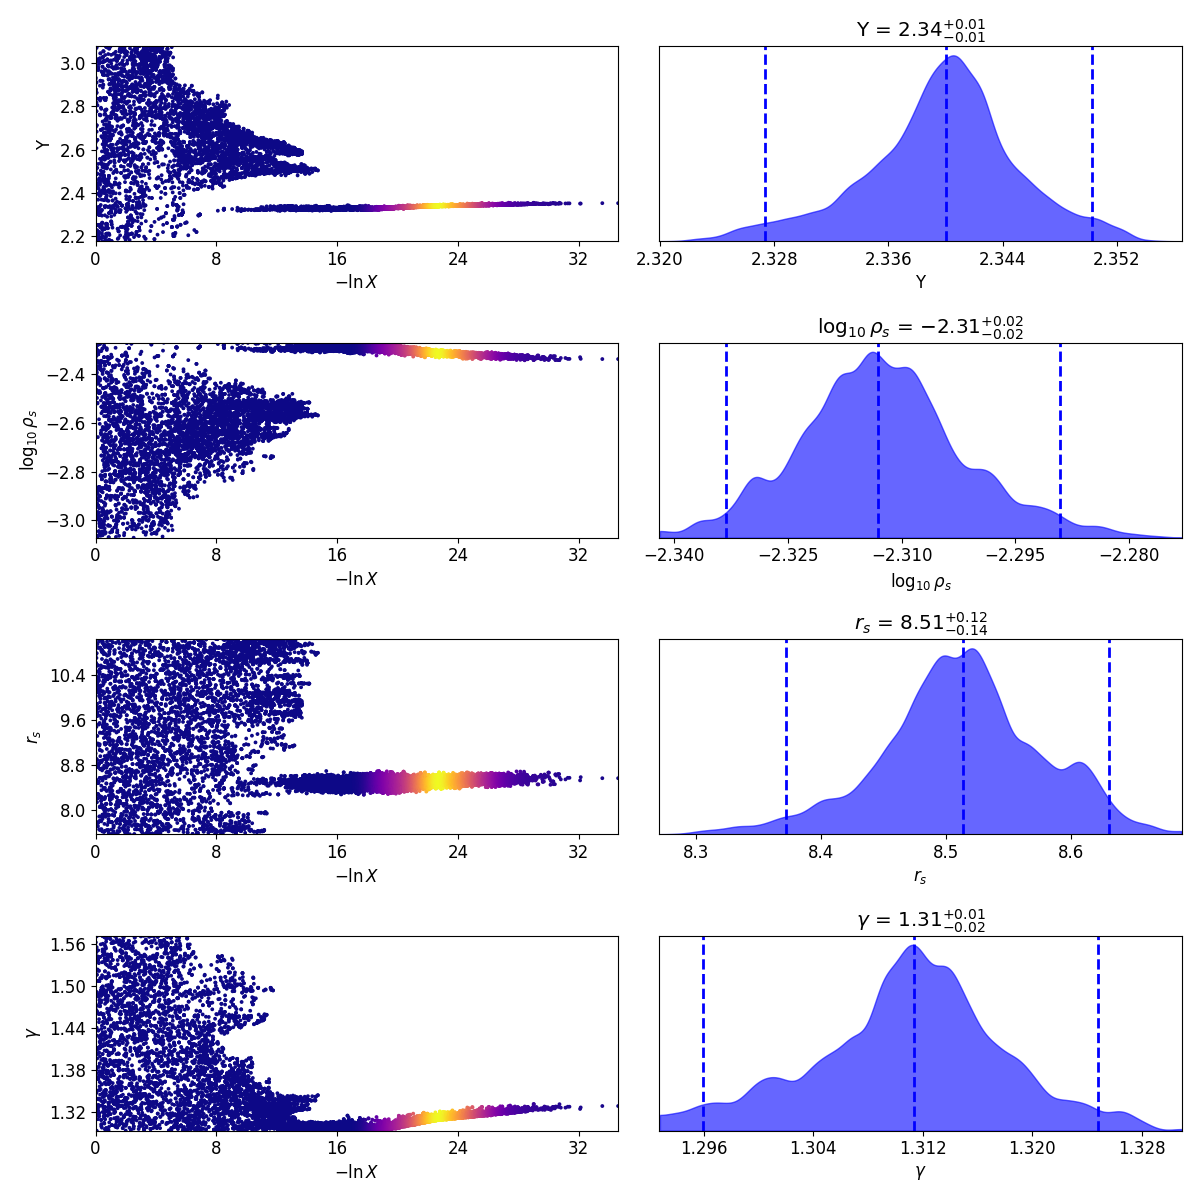 Y = 2.34 +0.01 −0.01
3.0
2.8
2.6
2.4
2.2
Y
0 8 16 24 32
−ln X
2.320 2.328 2.336 2.344 2.352
Y
log₁₀ ρₛ = −2.31 +0.02 −0.02
−2.4
−2.6
−2.8
−3.0
log₁₀ ρₛ
0 8 16 24 32
−ln X
−2.340 −2.325 −2.310 −2.295 −2.280
log₁₀ ρₛ
rₛ = 8.51 +0.12 −0.14
10.4
9.6
8.8
8.0
rₛ
0 8 16 24 32
−ln X
8.3 8.4 8.5 8.6
rₛ
γ = 1.31 +0.01 −0.02
1.56
1.50
1.44
1.38
1.32
γ
0 8 16 24 32
−ln X
1.296 1.304 1.312 1.320 1.328
γ